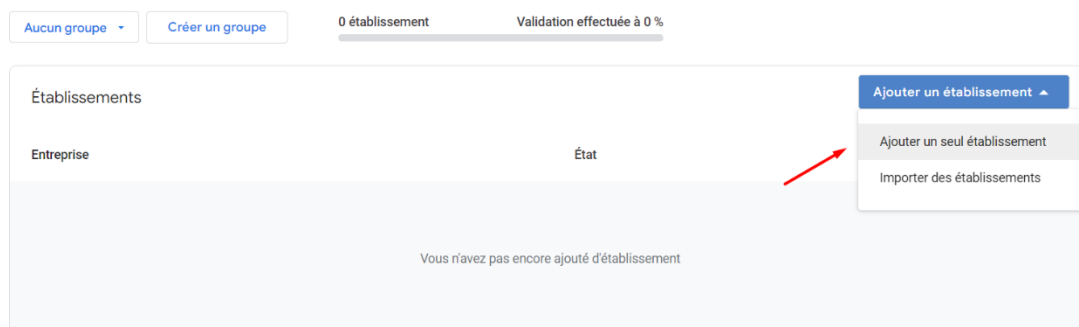 Aucun groupe
Créer un groupe
0 établissement
Validation effectuée à 0 %
Établissements
Ajouter un établissement
Ajouter un seul établissement
Importer des établissements
Entreprise
État
Vous n'avez pas encore ajouté d'établissement